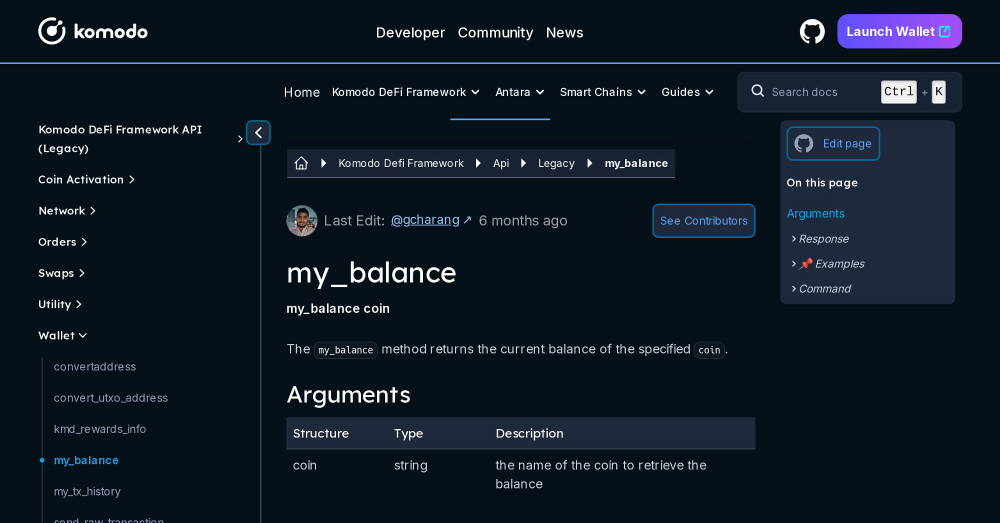 komodo
Developer Community News
Launch Wallet
Home Komodo DeFi Framework Antara Smart Chains Guides
Search docs Ctrl + K
Komodo DeFi Framework API
(Legacy)
Coin Activation
Network
Orders
Swaps
Utility
Wallet
convertaddress
convert_utxo_address
kmd_rewards_info
my_balance
my_tx_history
send_raw_transaction
Komodo Defi Framework Api Legacy my_balance
Last Edit: @gcharang ↗ 6 months ago
See Contributors
my_balance
my_balance coin
The my_balance method returns the current balance of the specified coin.
Arguments
Structure Type Description
coin string the name of the coin to retrieve the
balance
Edit page
On this page
Arguments
Response
📌 Examples
Command